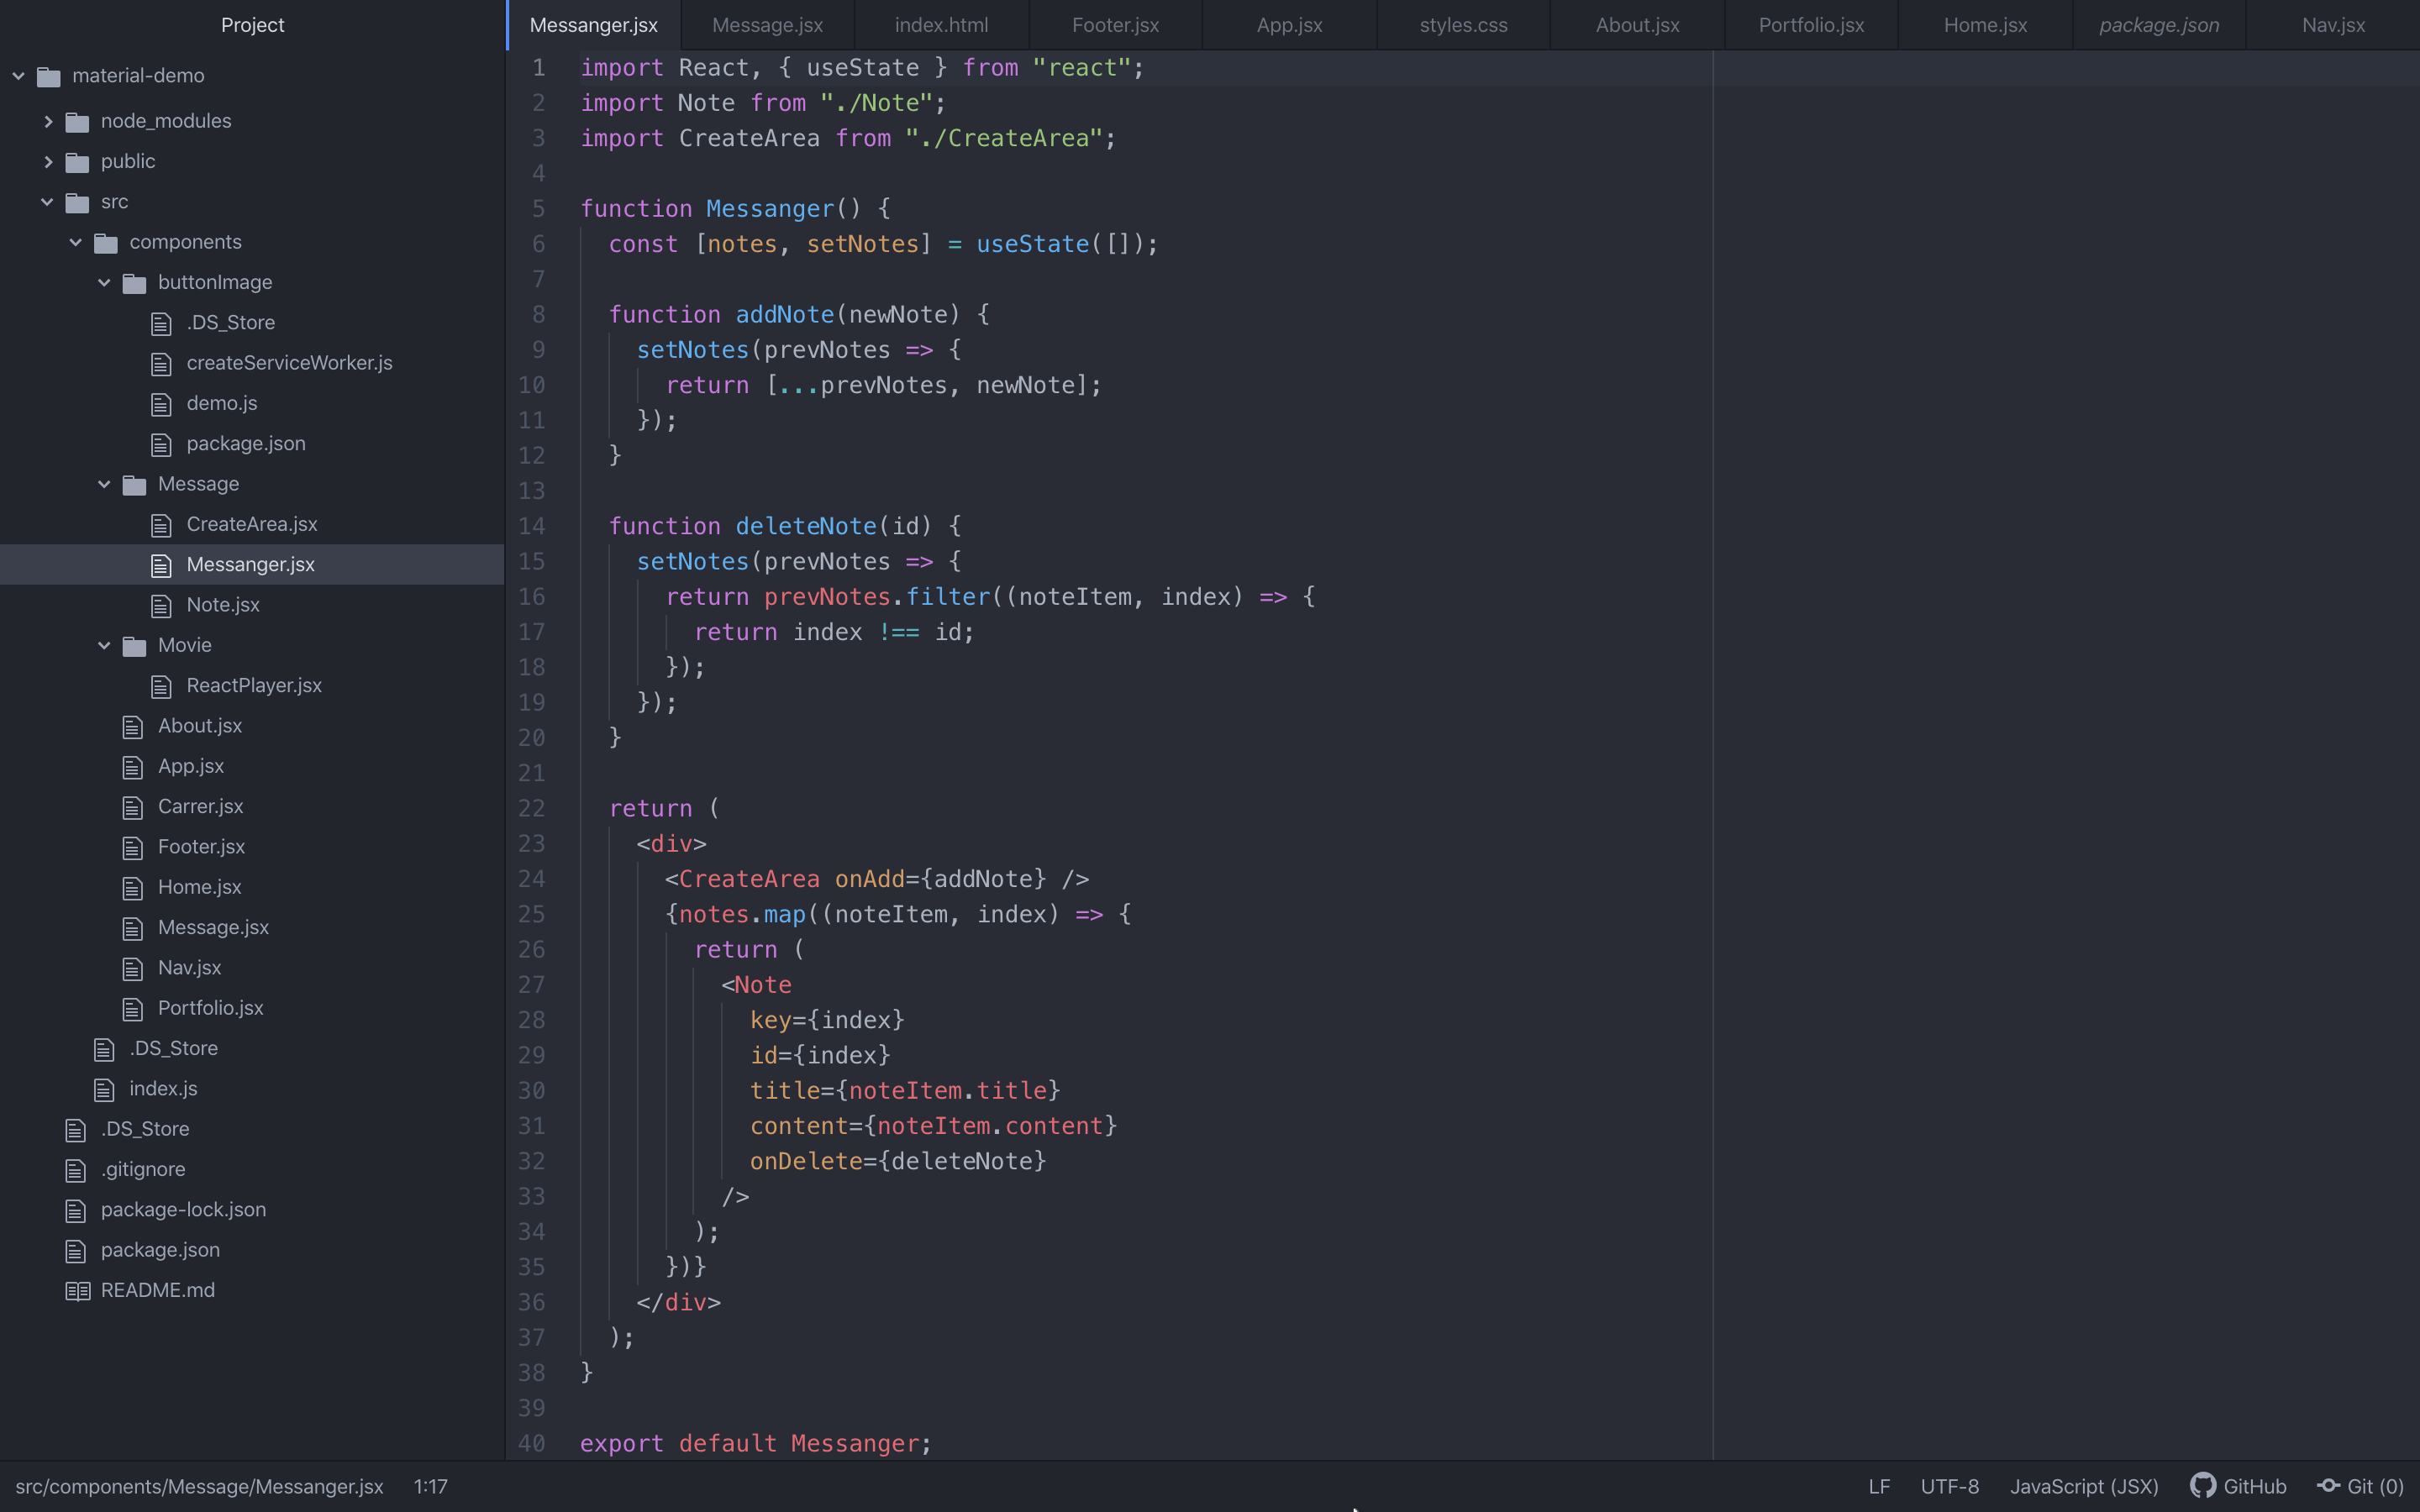 Project
material-demo
node_modules
public
src
components
buttonImage
.DS_Store
createServiceWorker.js
demo.js
package.json
Message
CreateArea.jsx
Messanger.jsx
Note.jsx
Movie
ReactPlayer.jsx
About.jsx
App.jsx
Carrer.jsx
Footer.jsx
Home.jsx
Message.jsx
Nav.jsx
Portfolio.jsx
.DS_Store
index.js
.DS_Store
.gitignore
package-lock.json
package.json
README.md
Messanger.jsx Message.jsx index.html Footer.jsx App.jsx styles.css About.jsx Portfolio.jsx Home.jsx package.json Nav.jsx
1 import React, { useState } from "react";
2 import Note from "./Note";
3 import CreateArea from "./CreateArea";
4
5 function Messanger() {
6   const [notes, setNotes] = useState([]);
7
8   function addNote(newNote) {
9     setNotes(prevNotes => {
10       return [...prevNotes, newNote];
11     });
12   }
13
14   function deleteNote(id) {
15     setNotes(prevNotes => {
16       return prevNotes.filter((noteItem, index) => {
17         return index !== id;
18       });
19     });
20   }
21
22   return (
23     <div>
24       <CreateArea onAdd={addNote} />
25       {notes.map((noteItem, index) => {
26         return (
27           <Note
28             key={index}
29             id={index}
30             title={noteItem.title}
31             content={noteItem.content}
32             onDelete={deleteNote}
33           />
34         );
35       })}
36     </div>
37   );
38 }
39
40 export default Messanger;
src/components/Message/Messanger.jsx 1:17 LF UTF-8 JavaScript (JSX) GitHub Git (0)